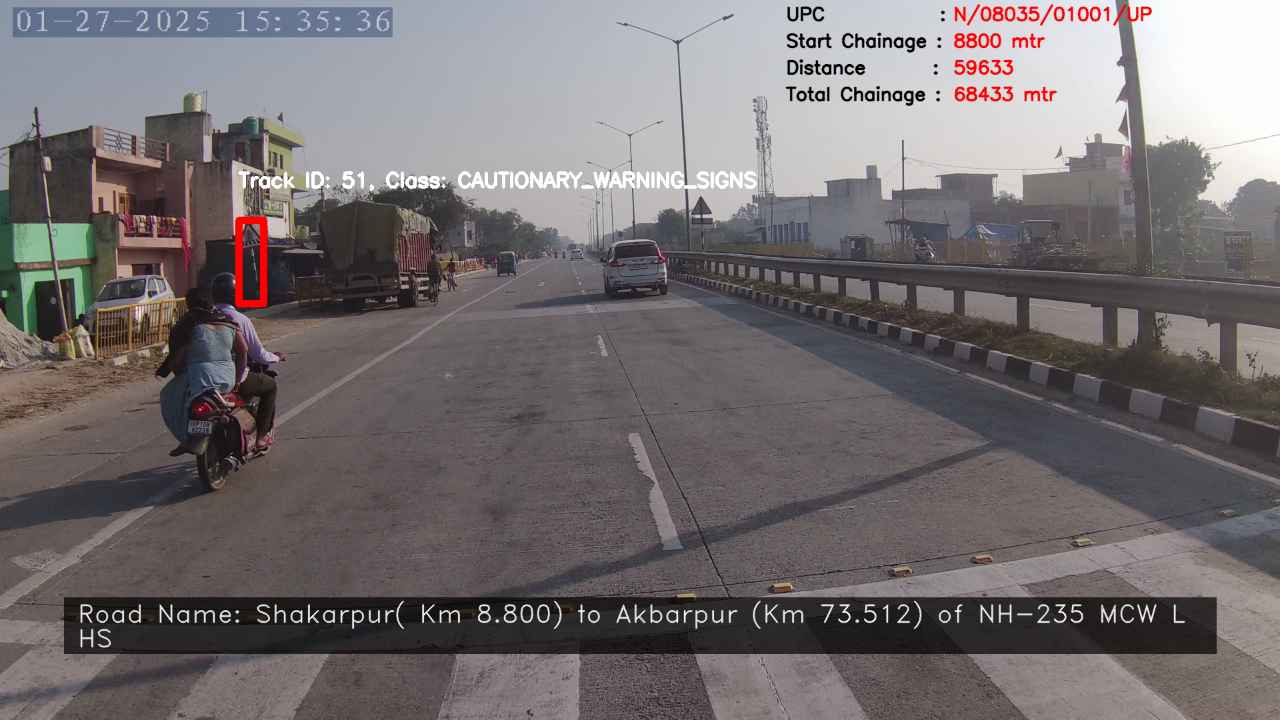 01-27-2025 15:35:36
UPC : N/08035/01001/UP
Start Chainage : 8800 mtr
Distance : 59633
Total Chainage : 68433 mtr
Track ID: 51, Class: CAUTIONARY_WARNING_SIGNS
Road Name: Shakarpur( Km 8.800) to Akbarpur (Km 73.512) of NH-235 MCW L
HS